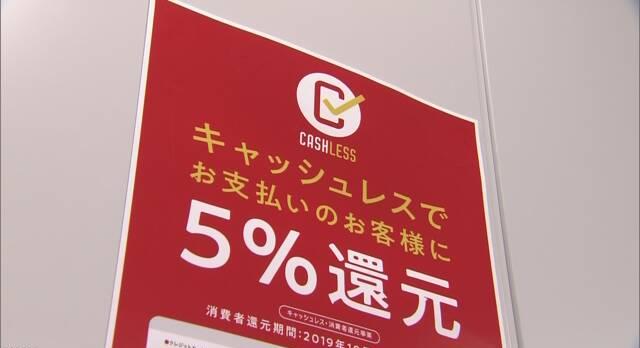 CASHLESS
キャッシュレスで
お支払いのお客様に
5%還元
キャッシュレス・消費者還元事業
消費者還元期間:2019年10